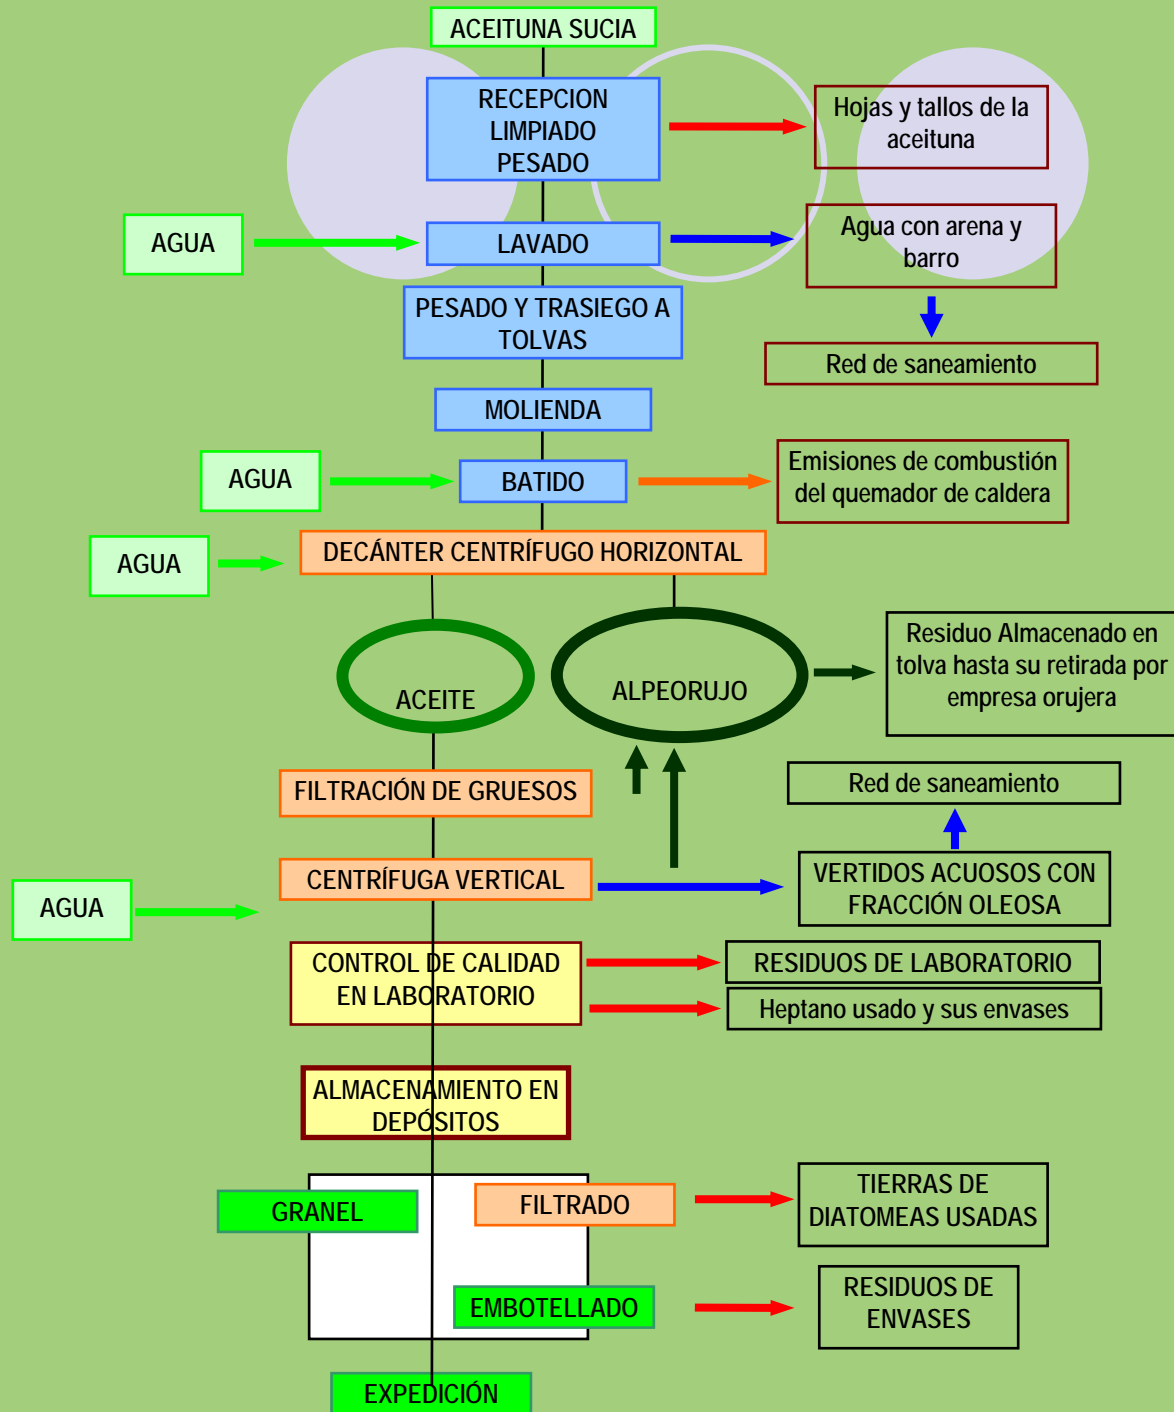 ACEITUNA SUCIA
RECEPCION
LIMPIADO
PESADO
Hojas y tallos de la
aceituna
AGUA
LAVADO
Agua con arena y
barro
PESADO Y TRASIEGO A
TOLVAS
Red de saneamiento
MOLIENDA
AGUA
BATIDO
Emisiones de combustión
del quemador de caldera
AGUA
DECÁNTER CENTRÍFUGO HORIZONTAL
ACEITE
ALPEORUJO
Residuo Almacenado en
tolva hasta su retirada por
empresa orujera
FILTRACIÓN DE GRUESOS
Red de saneamiento
AGUA
CENTRÍFUGA VERTICAL
VERTIDOS ACUOSOS CON
FRACCIÓN OLEOSA
CONTROL DE CALIDAD
EN LABORATORIO
RESIDUOS DE LABORATORIO
Heptano usado y sus envases
ALMACENAMIENTO EN
DEPÓSITOS
GRANEL
FILTRADO
TIERRAS DE
DIATOMEAS USADAS
EMBOTELLADO
RESIDUOS DE
ENVASES
EXPEDICIÓN